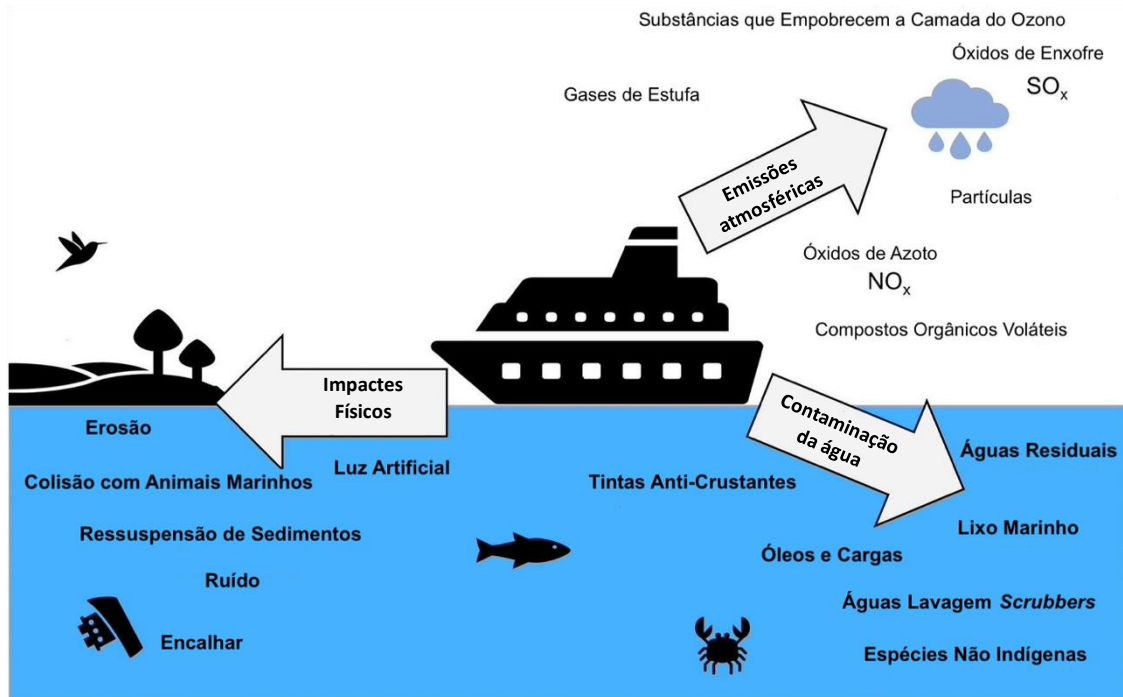 Substâncias que Empobrecem a Camada do Ozono
Óxidos de Enxofre
SOₓ
Gases de Estufa
Emissões
atmosféricas
Partículas
Óxidos de Azoto
NOₓ
Compostos Orgânicos Voláteis
Impactes
Físicos
Contaminação
da água
Erosão
Luz Artificial
Colisão com Animais Marinhos
Ressuspensão de Sedimentos
Ruído
Encalhar
Tintas Anti-Crustantes
Águas Residuais
Lixo Marinho
Óleos e Cargas
Águas Lavagem Scrubbers
Espécies Não Indígenas